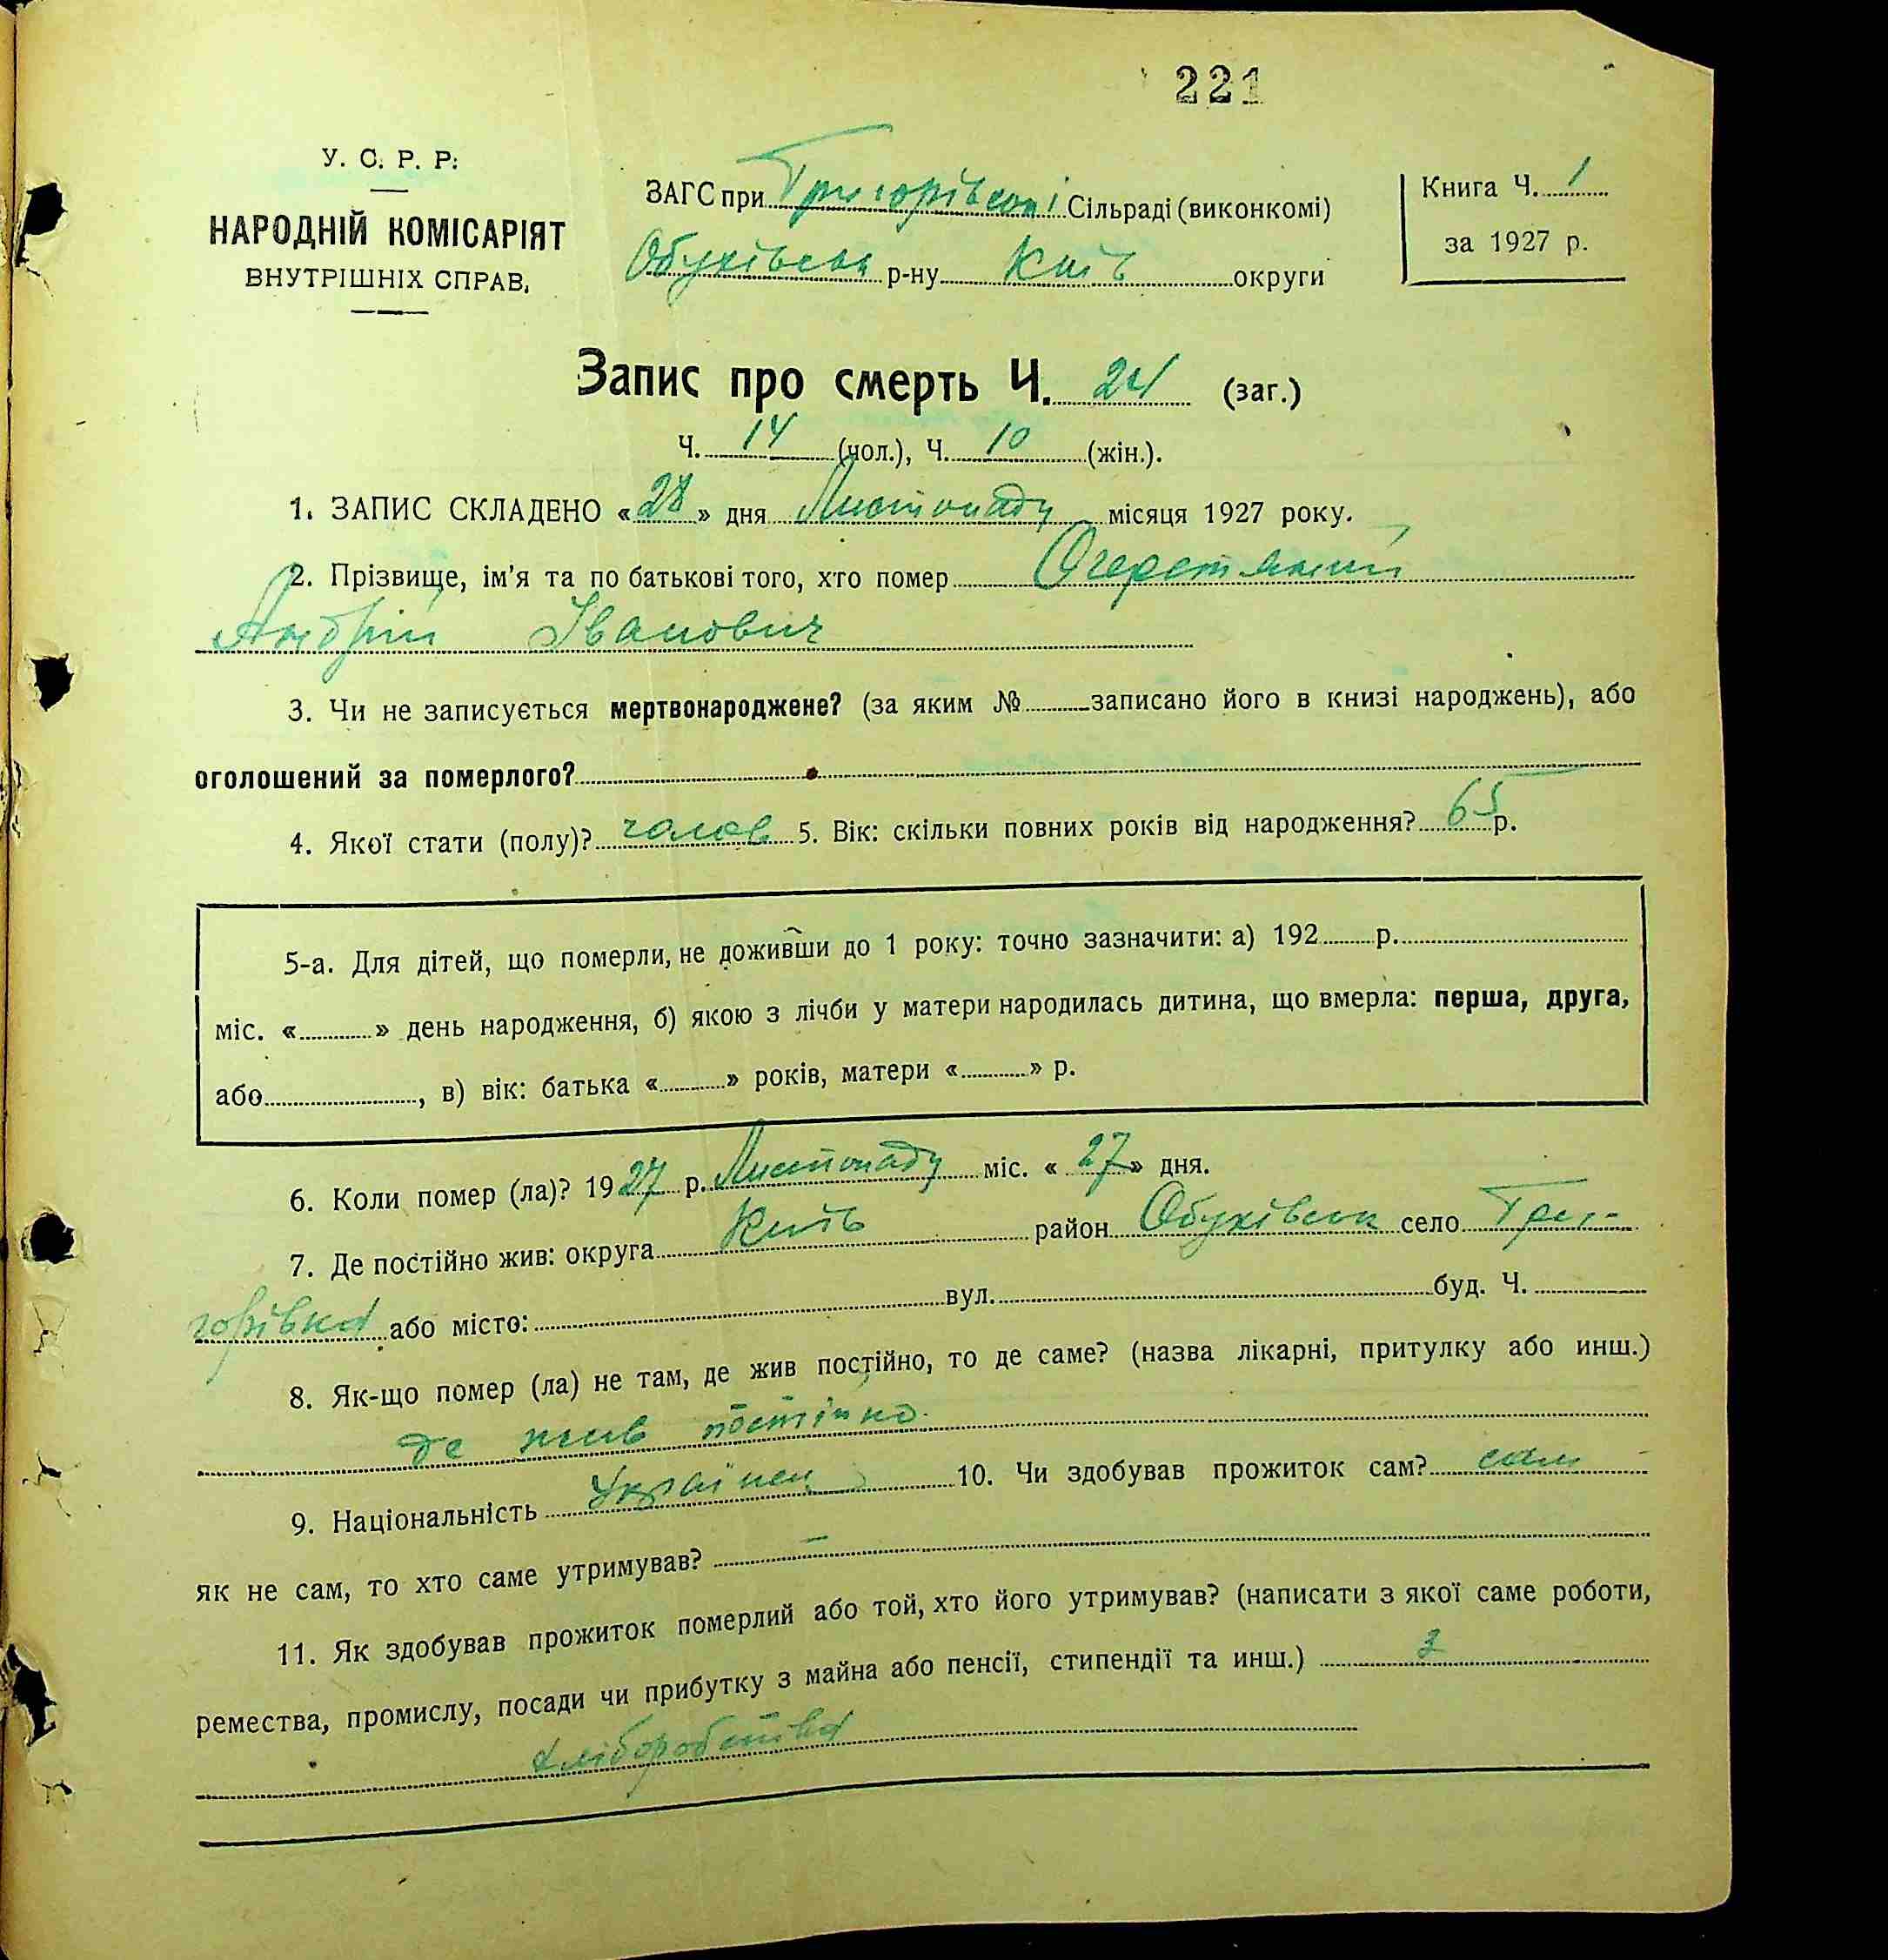 221
У. С. Р. Р.
НАРОДНІЙ КОМІСАРІЯТ
ВНУТРІШНІХ СПРАВ.
ЗАГС при Григорівськ Сільраді (виконкомі)
Обухівськ р-ну Київ округи
Книга Ч. 1
за 1927 р.
Запис про смерть Ч. 24 (заг.)
Ч. 14 (чол.), Ч. 10 (жін.).
1. ЗАПИС СКЛАДЕНО «28» дня Листопаду місяця 1927 року.
2. Прізвище, ім'я та по батькові того, хто помер
Андрій Іванович
3. Чи не записується мертвонароджене? (за яким № записано його в книзі народжень), або
оголошений за померлого?
4. Якої стати (полу)? чолов 5. Вік: скільки повних років від народження? 65 р.
5-а. Для дітей, що померли, не доживши до 1 року: точно зазначити: а) 192 р.
міс. « » день народження, б) якою з лічби у матери народилась дитина, що вмерла: перша, друга,
або , в) вік: батька « » років, матери « » р.
6. Коли помер (ла)? 1927 р. Листопаду міс. «27» дня.
7. Де постійно жив: округа Київ район Обухівськ село Гри-
горівка або місто: вул. буд. Ч.
8. Як-що помер (ла) не там, де жив постійно, то де саме? (назва лікарні, притулку або инш.)
де жив постійно
9. Національність Українец 10. Чи здобував прожиток сам? сам
як не сам, то хто саме утримував? —
11. Як здобував прожиток померлий або той, хто його утримував? (написати з якої саме роботи,
ремества, промислу, посади чи прибутку з майна або пенсії, стипендії та инш.) з
хліборобства